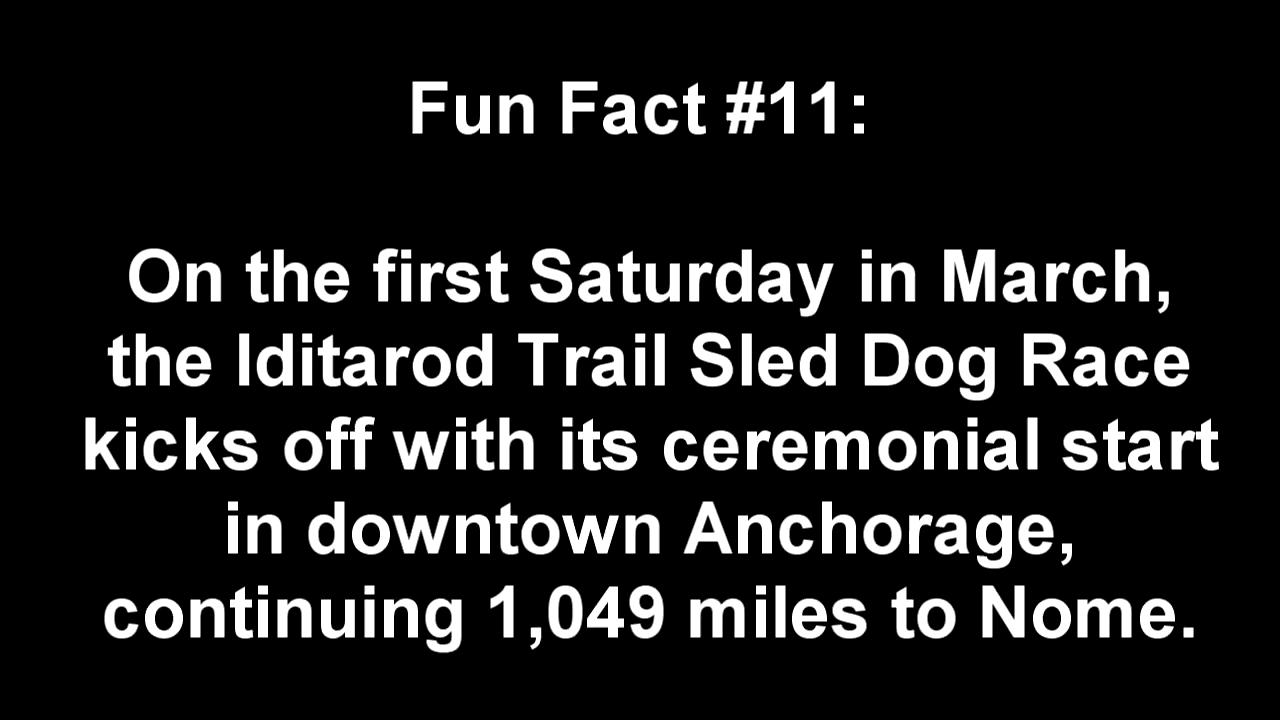 Fun Fact #11:
On the first Saturday in March,
the Iditarod Trail Sled Dog Race
kicks off with its ceremonial start
in downtown Anchorage,
continuing 1,049 miles to Nome.